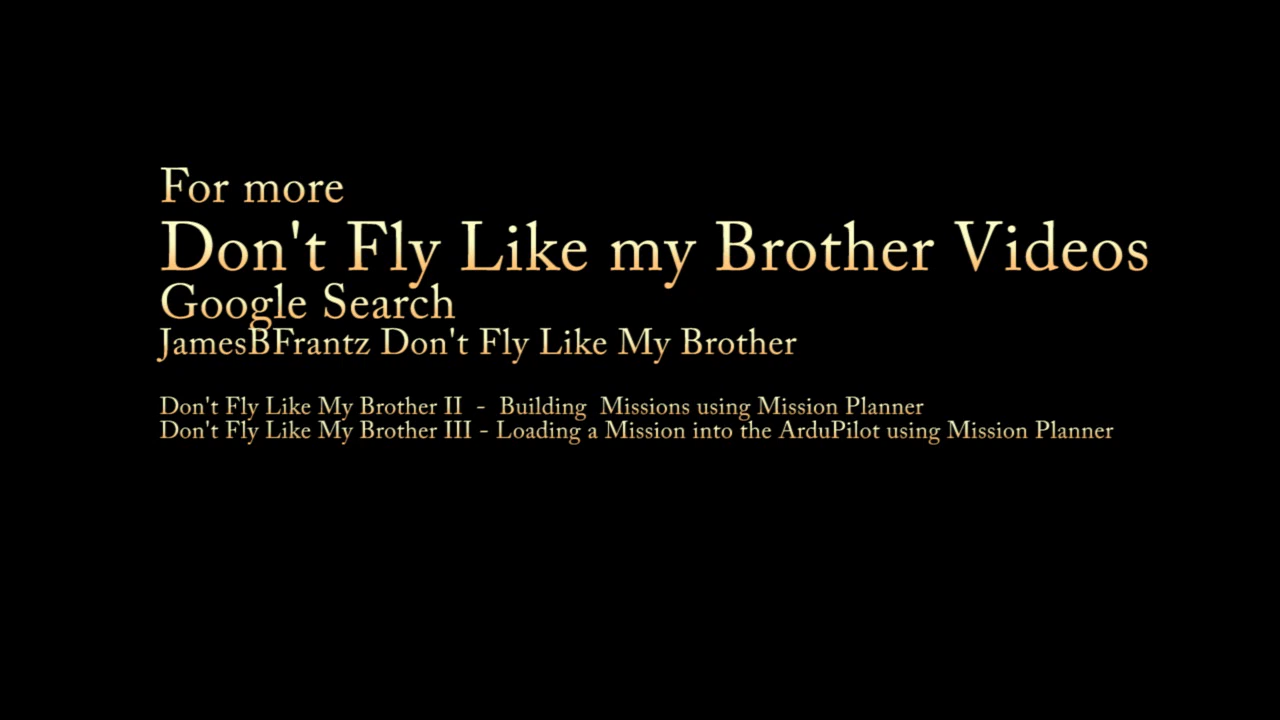 For more
Don't Fly Like my Brother Videos
Google Search
JamesBFrantz Don't Fly Like My Brother
Don't Fly Like My Brother II - Building Missions using Mission Planner
Don't Fly Like My Brother III - Loading a Mission into the ArduPilot using Mission Planner